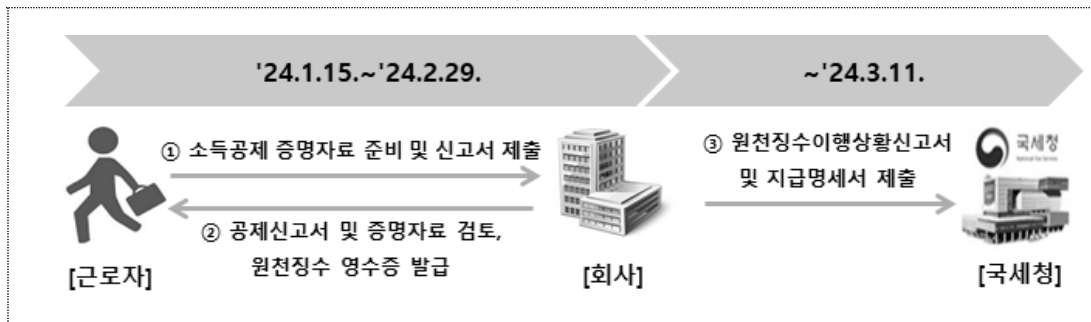 '24.1.15.~'24.2.29.
~'24.3.11.
① 소득공제 증명자료 준비 및 신고서 제출
② 공제신고서 및 증명자료 검토,
원천징수 영수증 발급
③ 원천징수이행상황신고서
및 지급명세서 제출
국세청
National Tax Service
[근로자]
[회사]
[국세청]